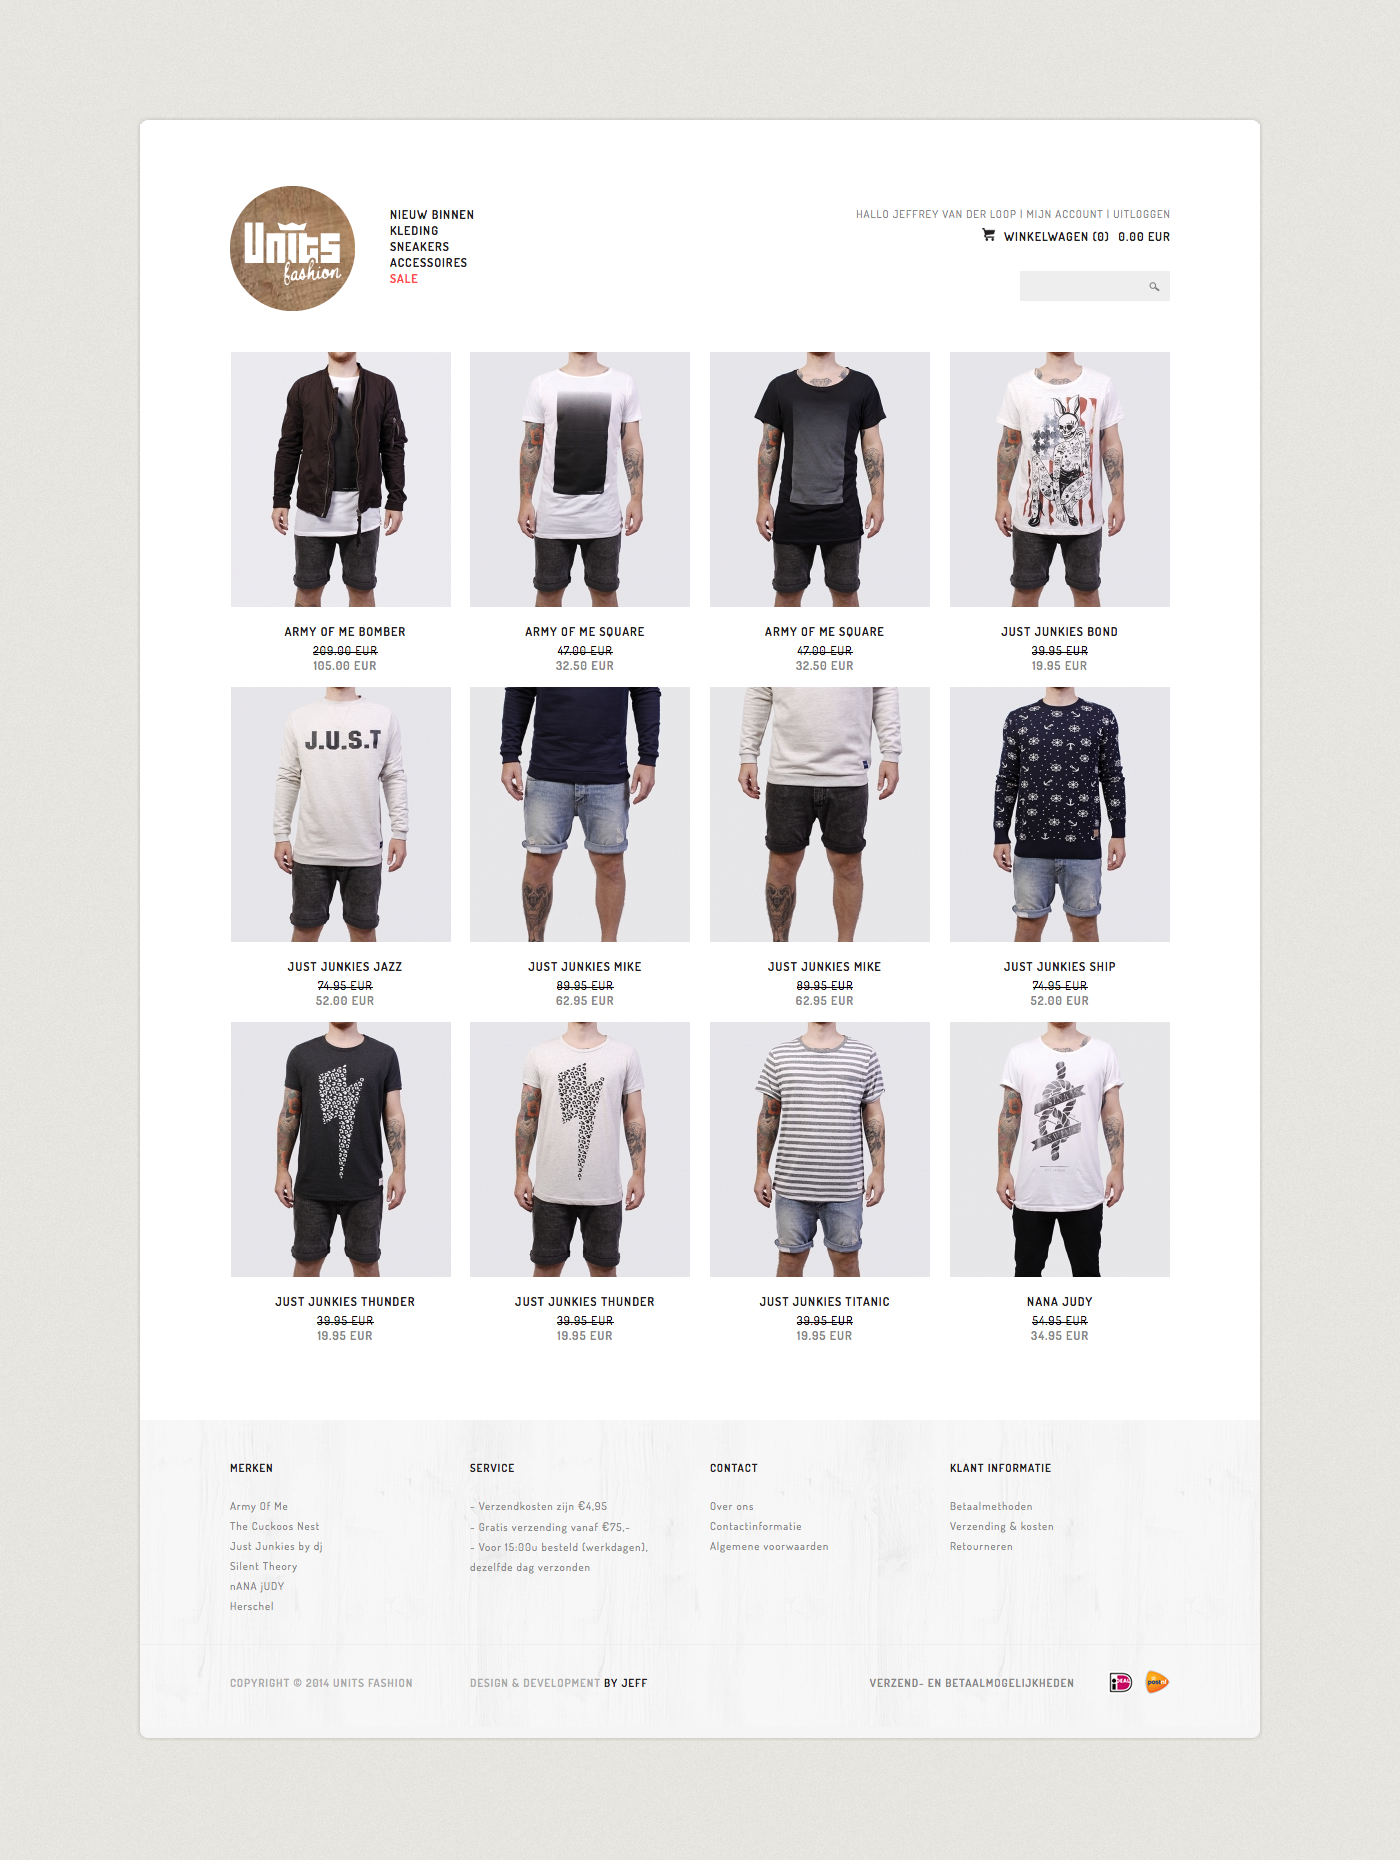 Units
fashion
NIEUW BINNEN
KLEDING
SNEAKERS
ACCESSOIRES
SALE
HALLO JEFFREY VAN DER LOOP | MIJN ACCOUNT | UITLOGGEN
WINKELWAGEN (0) 0.00 EUR
ARMY OF ME BOMBER
209.00 EUR
105.00 EUR
ARMY OF ME SQUARE
47.00 EUR
32.50 EUR
ARMY OF ME SQUARE
47.00 EUR
32.50 EUR
JUST JUNKIES BOND
39.95 EUR
19.95 EUR
J.U.S.T
JUST JUNKIES JAZZ
74.95 EUR
52.00 EUR
JUST JUNKIES MIKE
89.95 EUR
62.95 EUR
JUST JUNKIES MIKE
89.95 EUR
62.95 EUR
JUST JUNKIES SHIP
74.95 EUR
52.00 EUR
JUST JUNKIES THUNDER
39.95 EUR
19.95 EUR
JUST JUNKIES THUNDER
39.95 EUR
19.95 EUR
JUST JUNKIES TITANIC
39.95 EUR
19.95 EUR
NANA JUDY
54.95 EUR
34.95 EUR
MERKEN
Army Of Me
The Cuckoos Nest
Just Junkies by dj
Silent Theory
nANA jUDY
Herschel
SERVICE
- Verzendkosten zijn €4,95
- Gratis verzending vanaf €75,-
- Voor 15:00u besteld (werkdagen),
dezelfde dag verzonden
CONTACT
Over ons
Contactinformatie
Algemene voorwaarden
KLANT INFORMATIE
Betaalmethoden
Verzending & kosten
Retourneren
COPYRIGHT © 2014 UNITS FASHION
DESIGN & DEVELOPMENT BY JEFF
VERZEND- EN BETAALMOGELIJKHEDEN
iDEAL
postnl